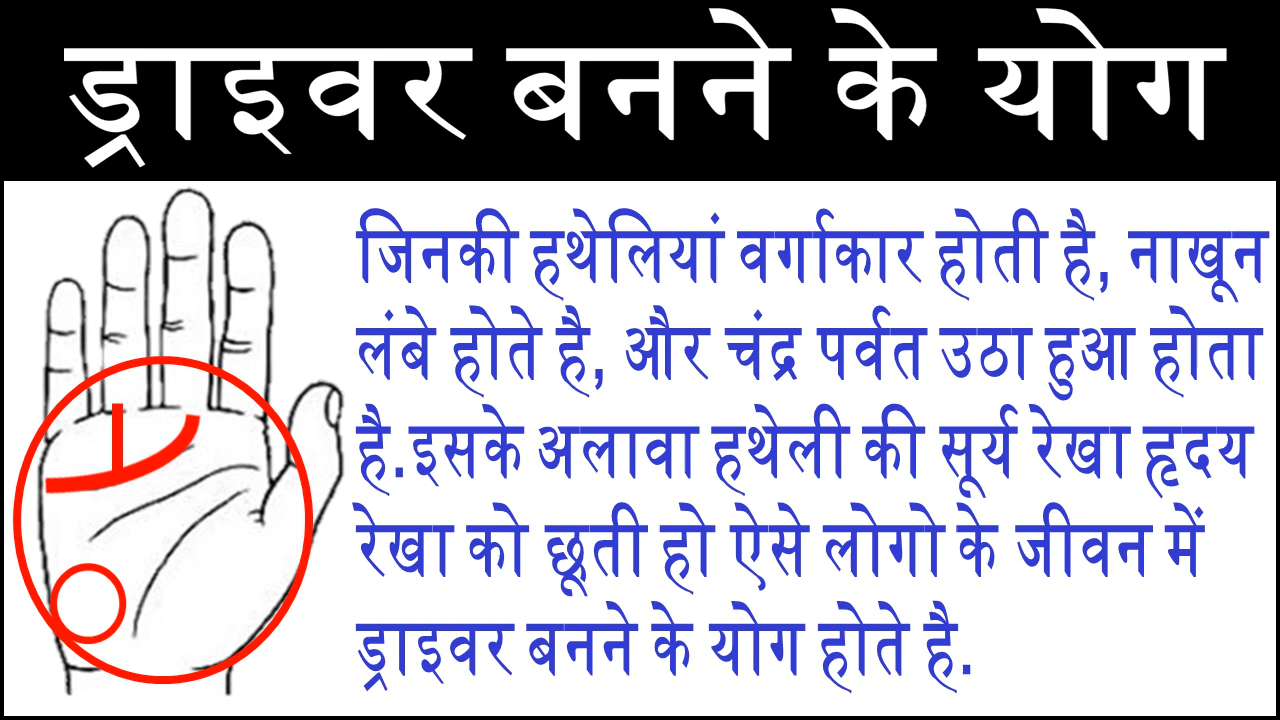 ड्राइवर बनने के योग
जिनकी हथेलियां वर्गाकार होती है, नाखून
लंबे होते है, और चंद्र पर्वत उठा हुआ होता
है.इसके अलावा हथेली की सूर्य रेखा हृदय
रेखा को छूती हो ऐसे लोगो के जीवन में
ड्राइवर बनने के योग होते है.